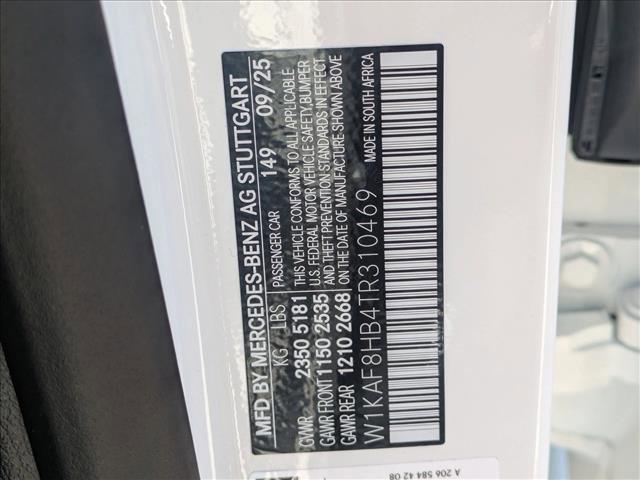 MFD BY MERCEDES-BENZ AG STUTTGART
KG LBS PASSENGER CAR 149 09/25
GVWR 2350 5181 THIS VEHICLE CONFORMS TO ALL APPLICABLE
GAWR FRONT 1150 2535 U.S. FEDERAL MOTOR VEHICLE SAFETY, BUMPER
GAWR REAR 1210 2668 AND THEFT PREVENTION STANDARDS IN EFFECT
DATE OF MANUFACTURE SHOWN ABOVE
W1KAF8HB4TR310469 MADE IN SOUTH AFRICA
A 206 584 42 08